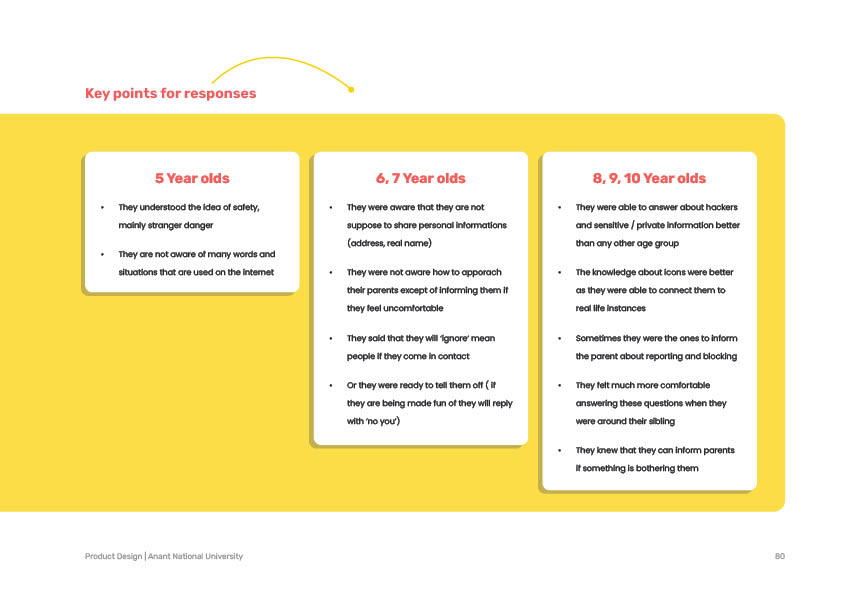 Key points for responses
5 Year olds
• They understood the idea of safety,
mainly stranger danger
• They are not aware of many words and
situations that are used on the internet
6, 7 Year olds
• They were aware that they are not
suppose to share personal informations
(address, real name)
• They were not aware how to apporach
their parents except of informing them if
they feel uncomfortable
• They said that they will 'ignore' mean
people if they come in contact
• Or they were ready to tell them off ( if
they are being made fun of they will reply
with 'no you')
8, 9, 10 Year olds
• They were able to answer about hackers
and sensitive / private information better
than any other age group
• The knowledge about icons were better
as they were able to connect them to
real life instances
• Sometimes they were the ones to inform
the parent about reporting and blocking
• They felt much more comfortable
answering these questions when they
were around their sibling
• They knew that they can inform parents
if something is bothering them
Product Design | Anant National University
80